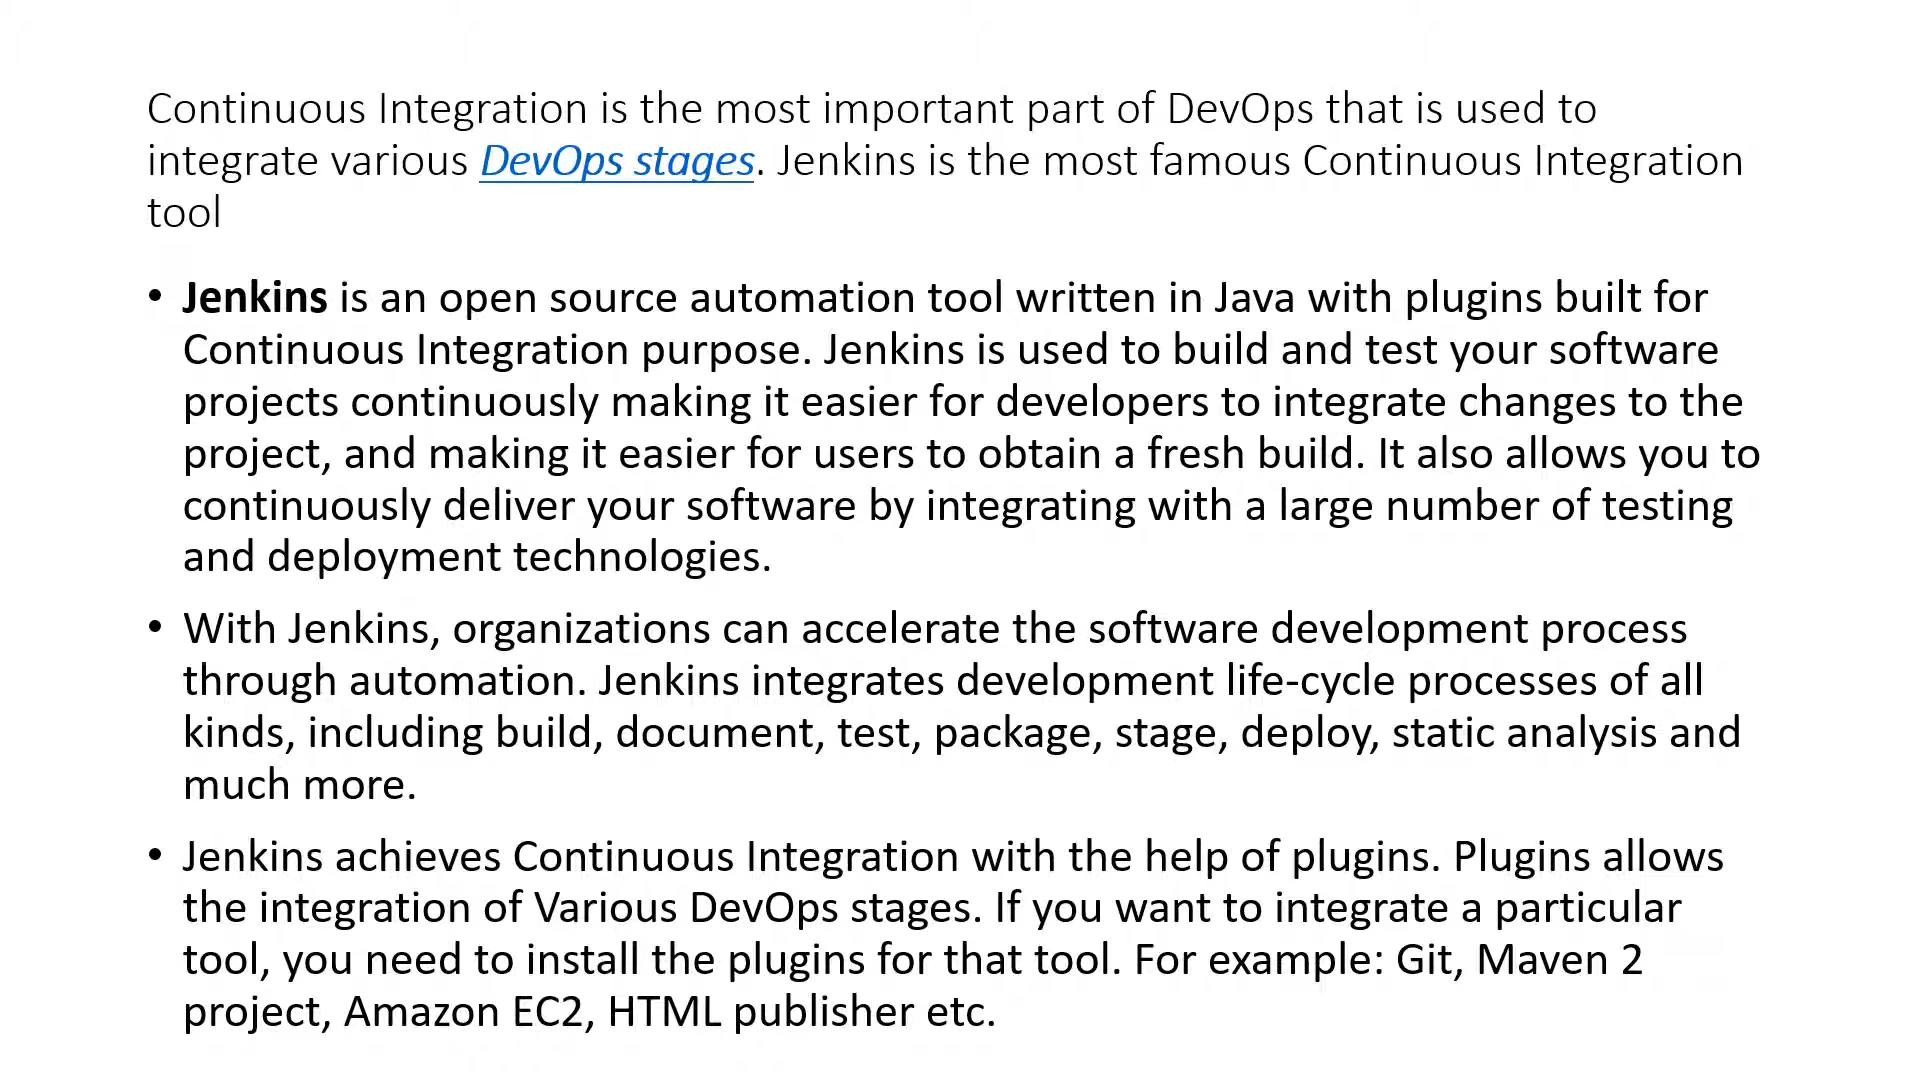 Continuous Integration is the most important part of DevOps that is used to
integrate various DevOps stages. Jenkins is the most famous Continuous Integration
tool
• Jenkins is an open source automation tool written in Java with plugins built for
Continuous Integration purpose. Jenkins is used to build and test your software
projects continuously making it easier for developers to integrate changes to the
project, and making it easier for users to obtain a fresh build. It also allows you to
continuously deliver your software by integrating with a large number of testing
and deployment technologies.
• With Jenkins, organizations can accelerate the software development process
through automation. Jenkins integrates development life-cycle processes of all
kinds, including build, document, test, package, stage, deploy, static analysis and
much more.
• Jenkins achieves Continuous Integration with the help of plugins. Plugins allows
the integration of Various DevOps stages. If you want to integrate a particular
tool, you need to install the plugins for that tool. For example: Git, Maven 2
project, Amazon EC2, HTML publisher etc.